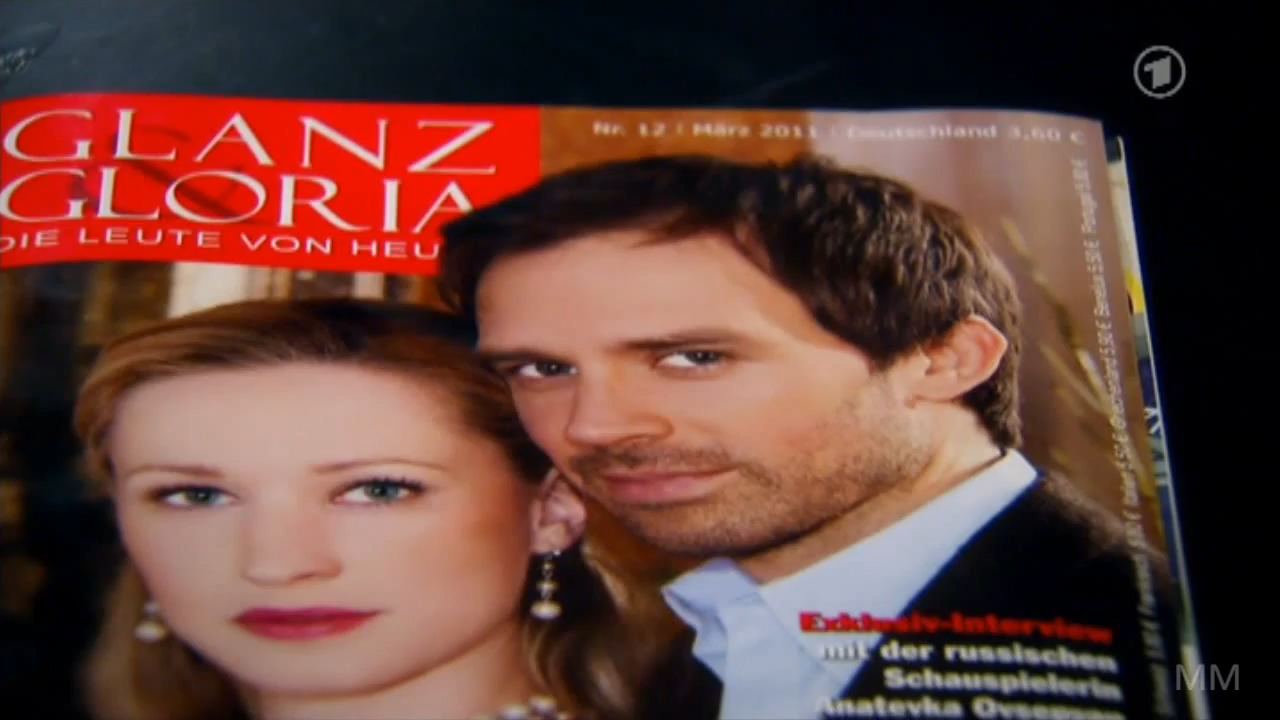 GLANZ
GLORIA
DIE LEUTE VON HEU
Nr. 12 | März 2011 | Deutschland 3,60 €
1
Exklusiv-Interview
mit der russischen
Schauspielerin
Anatevka
MM